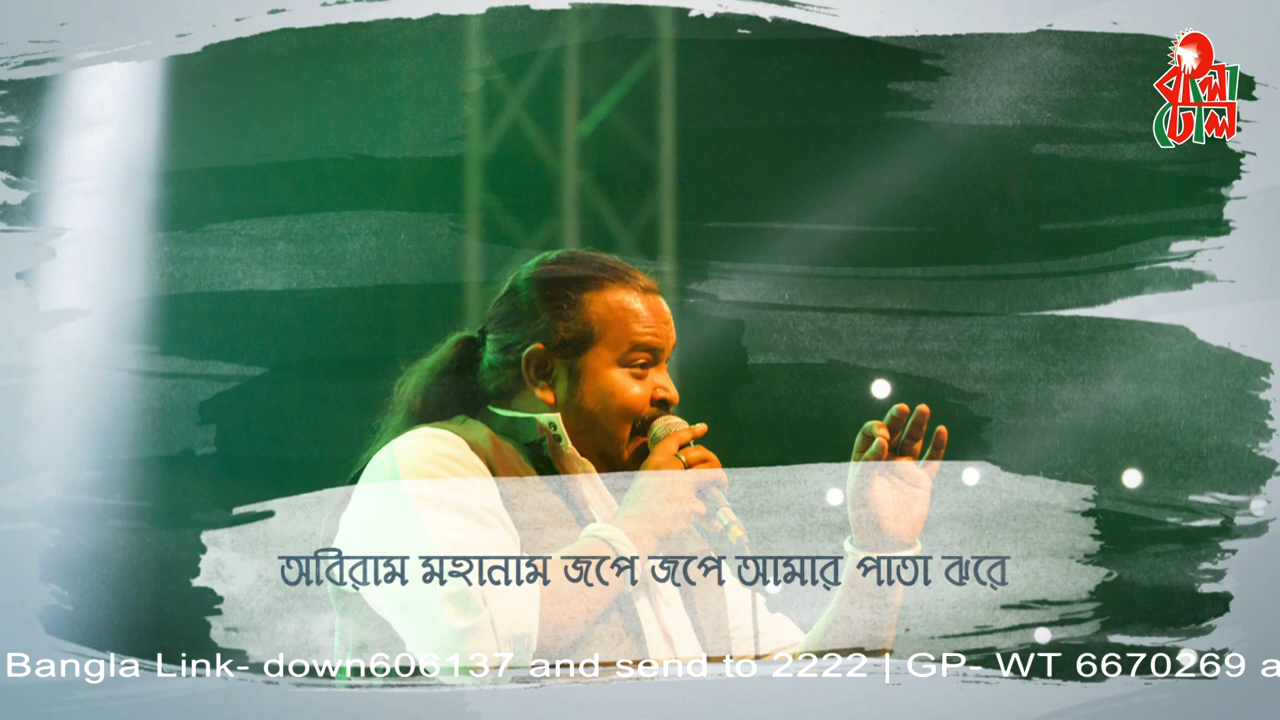 বাংলা
ঢোল
অবিরাম মহানাম জপে জপে আমার পাতা ঝরে
Bangla Link- down606137 and send to 2222 | GP- WT 6670269 a